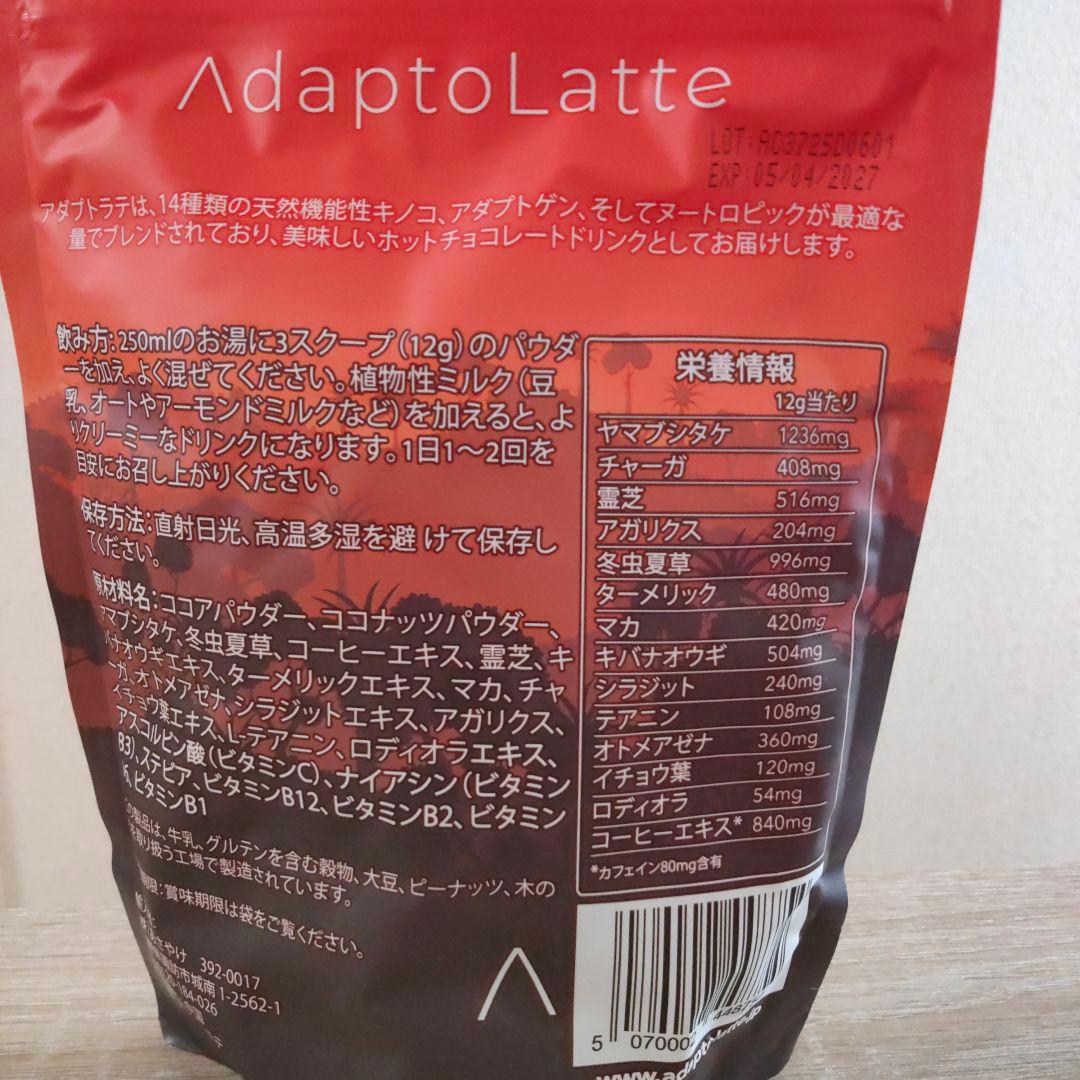 AdaptoLatte
LOT:AC3725D0601
EXP:05/04/2027
アダプトラテは、14種類の天然機能性キノコ、アダプトゲン、そしてヌートロピックが最適な
量でブレンドされており、美味しいホットチョコレートドリンクとしてお届けします。
飲み方: 250mlのお湯に3スクープ(12g)のパウダ
ーを加え、よく混ぜてください。植物性ミルク(豆
乳、オートやアーモンドミルクなど)を加えると、よ
りクリーミーなドリンクになります。1日1〜2回を
目安にお召し上がりください。
保存方法:直射日光、高温多湿を避 けて保存し
てください。
原材料名:ココアパウダー、ココナッツパウダー、
マブシタケ、冬虫夏草、コーヒーエキス、霊芝、キ
バナオウギエキス、ターメリックエキス、マカ、チャ
ーガ、オトメアゼナ、シラジットエキス、アガリクス、
イチョウ葉エキス、L-テアニン、ロディオラエキス、
アスコルビン酸(ビタミンC)、ナイアシン(ビタミン
B3)、ステビア、ビタミンB12、ビタミンB2、ビタミン
、ビタミンB1
製品は、牛乳、グルテンを含む穀物、大豆、ピーナッツ、木の
取り扱う工場で製造されています。
期限:賞味期限は袋をご覧ください。
やけ 392-0017
訪市城南1-2562-1
184-026
栄養情報
12g当たり
ヤマブシタケ 1236mg
チャーガ 408mg
霊芝 516mg
アガリクス 204mg
冬虫夏草 996mg
ターメリック 480mg
マカ 420mg
キバナオウギ 504mg
シラジット 240mg
テアニン 108mg
オトメアゼナ 360mg
イチョウ葉 120mg
ロディオラ 54mg
コーヒーエキス* 840mg
*カフェイン80mg含有
5 070002